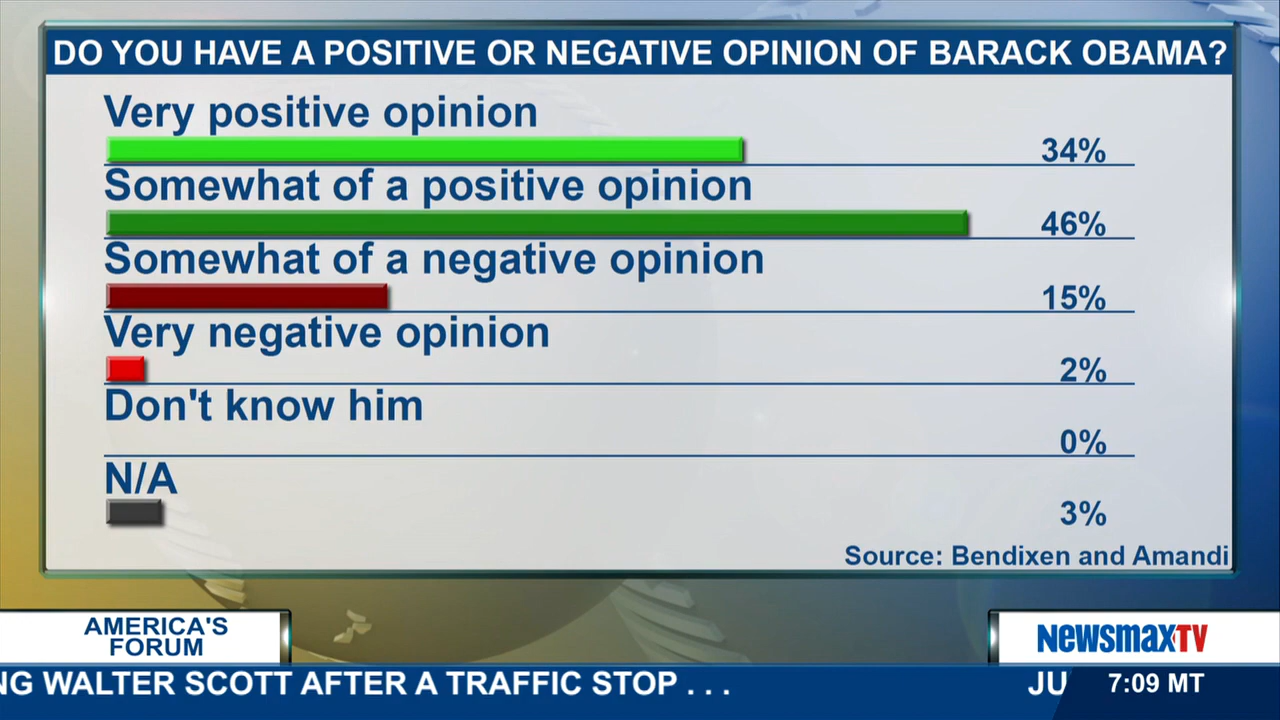 DO YOU HAVE A POSITIVE OR NEGATIVE OPINION OF BARACK OBAMA?
Very positive opinion
34%
Somewhat of a positive opinion
46%
Somewhat of a negative opinion
15%
Very negative opinion
2%
Don't know him
0%
N/A
3%
Source: Bendixen and Amandi
AMERICA'S
FORUM
NEWSMAXTV
NG WALTER SCOTT AFTER A TRAFFIC STOP . . .
JU
7:09 MT